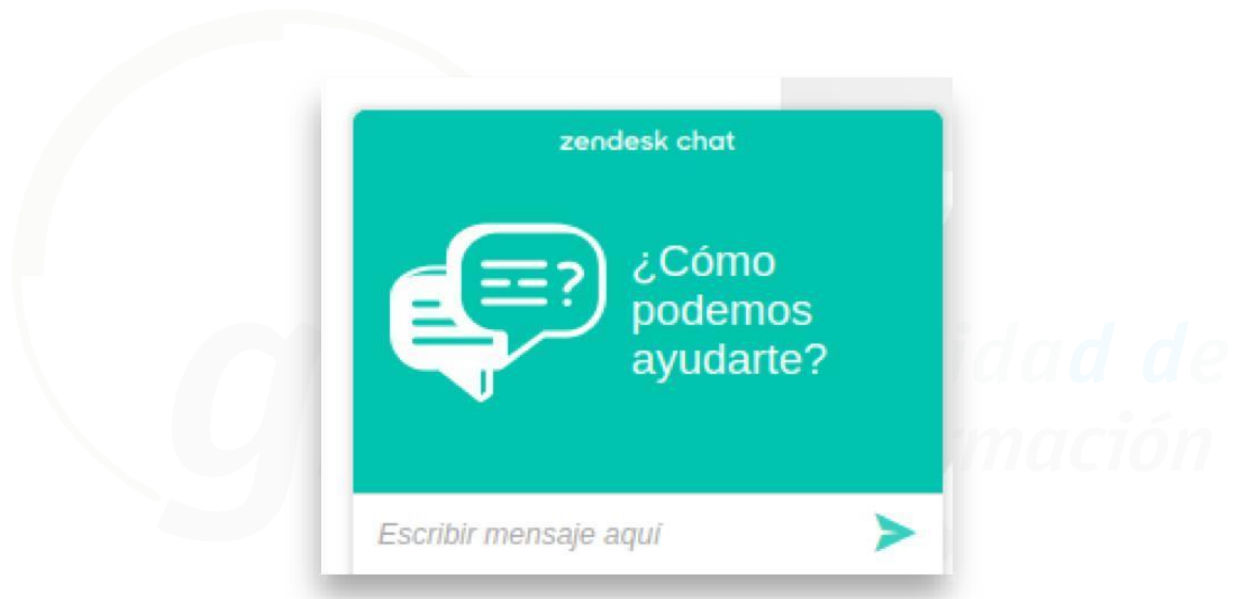 zendesk chat
¿Cómo
podemos
ayudarte?
Escribir mensaje aquí